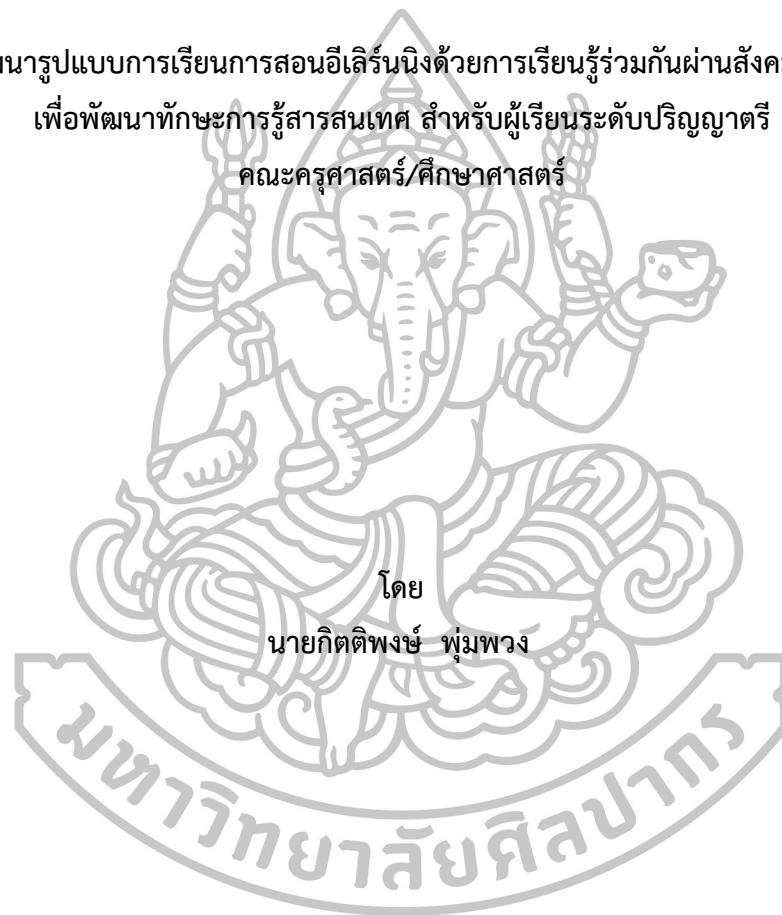 นารูปแบบการเรียนการสอนอีเลิร์นนิงด้วยการเรียนรู้ร่วมกันผ่านสังค
เพื่อพัฒนาทักษะการรู้สารสนเทศ สำหรับผู้เรียนระดับปริญญาตรี
คณะครุศาสตร์/ศึกษาศาสตร์
โดย
นายกิตติพงษ์ พุ่มพวง
มหาวิทยาลัยศิลปากร